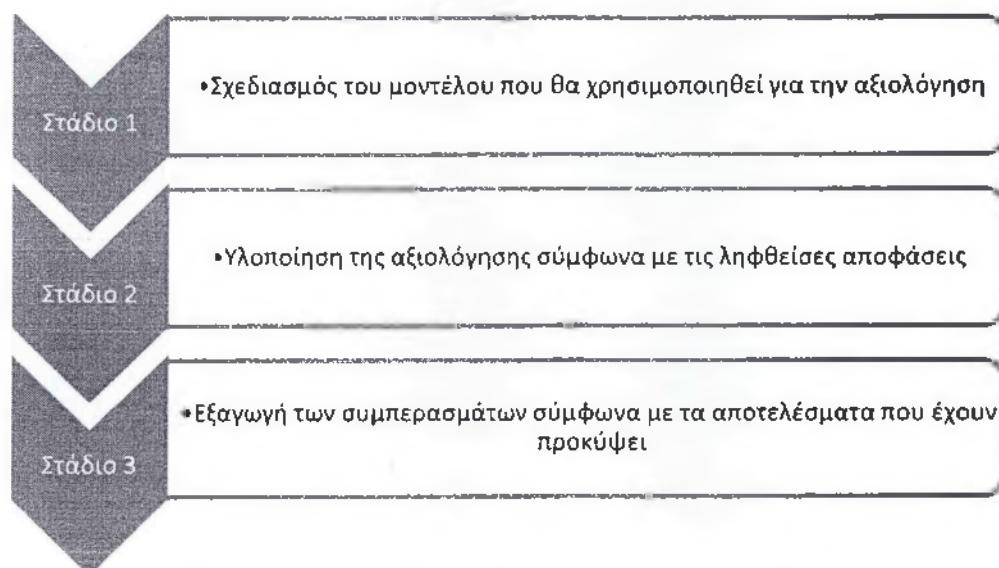 Στάδιο 1
•Σχεδιασμός του μοντέλου που θα χρησιμοποιηθεί για την αξιολόγηση
Στάδιο 2
•Υλοποίηση της αξιολόγησης σύμφωνα με τις ληφθείσες αποφάσεις
Στάδιο 3
•Εξαγωγή των συμπερασμάτων σύμφωνα με τα αποτελέσματα που έχουν
προκύψει